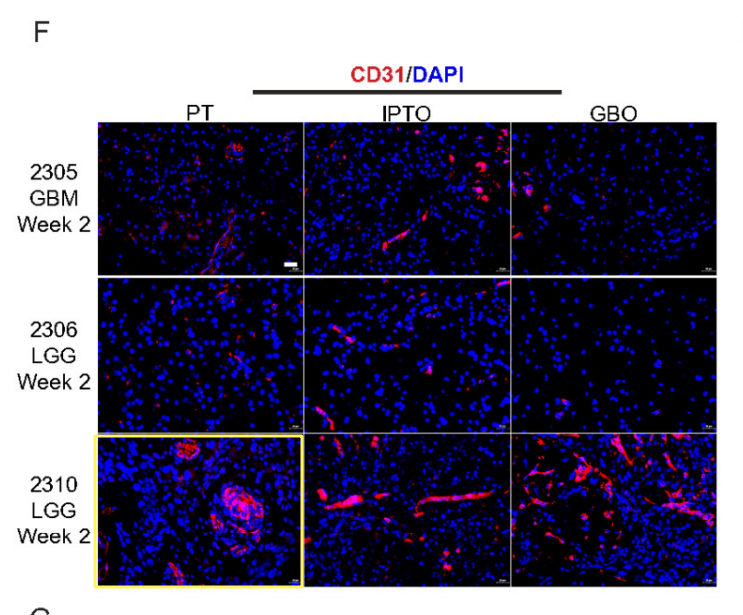 F
CD31/DAPI
PT IPTO GBO
2305
GBM
Week 2
2306
LGG
Week 2
2310
LGG
Week 2